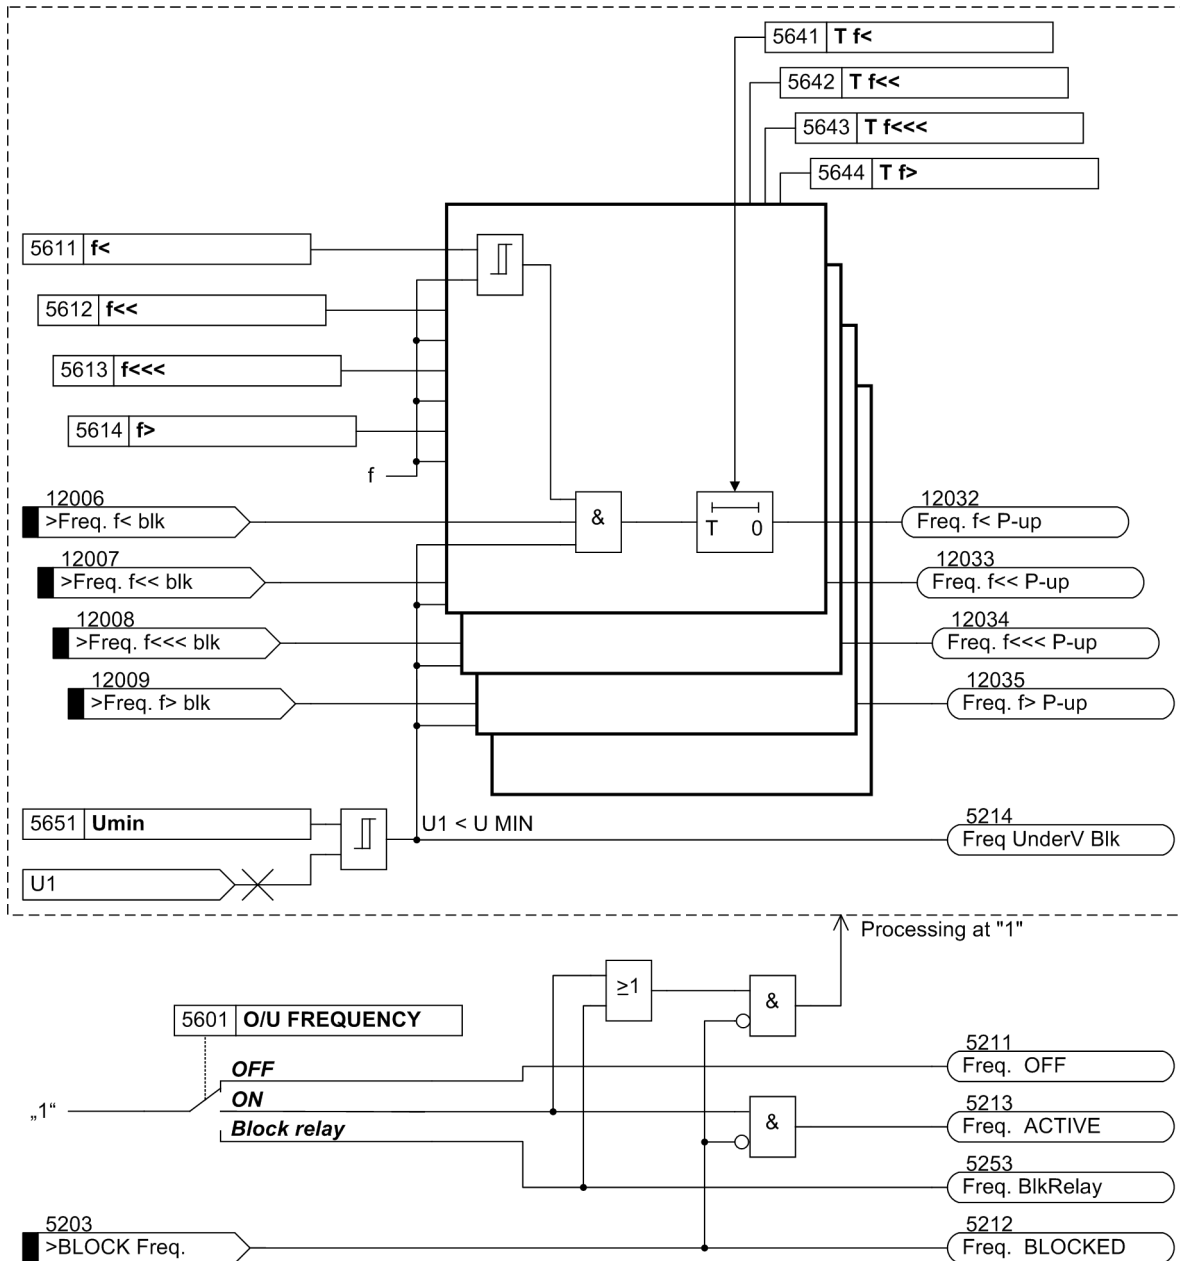 5641 T f<
5642 T f<<
5643 T f<<<
5644 T f>
5611 f<
5612 f<<
5613 f<<<
5614 f>
f
12006
>Freq. f< blk
& T 0
12032
Freq. f< P-up
12007
>Freq. f<< blk
12033
Freq. f<< P-up
12008
>Freq. f<<< blk
12034
Freq. f<<< P-up
12009
>Freq. f> blk
12035
Freq. f> P-up
5651 Umin
U1 < U MIN
5214
Freq UnderV Blk
U1
Processing at "1"
≥1
&
5601 O/U FREQUENCY
OFF
5211
Freq. OFF
„1“
ON
&
5213
Freq. ACTIVE
Block relay
5253
Freq. BlkRelay
5203
>BLOCK Freq.
5212
Freq. BLOCKED